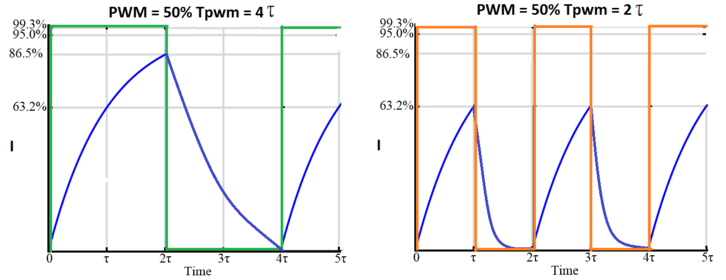 PWM = 50% Tpwm = 4 τ
99.3%
95.0%
86.5%
63.2%
I
0 τ 2τ 3τ 4τ 5τ
Time
PWM = 50% Tpwm = 2 τ
99.3%
95.0%
86.5%
63.2%
I
0 τ 2τ 3τ 4τ 5τ
Time